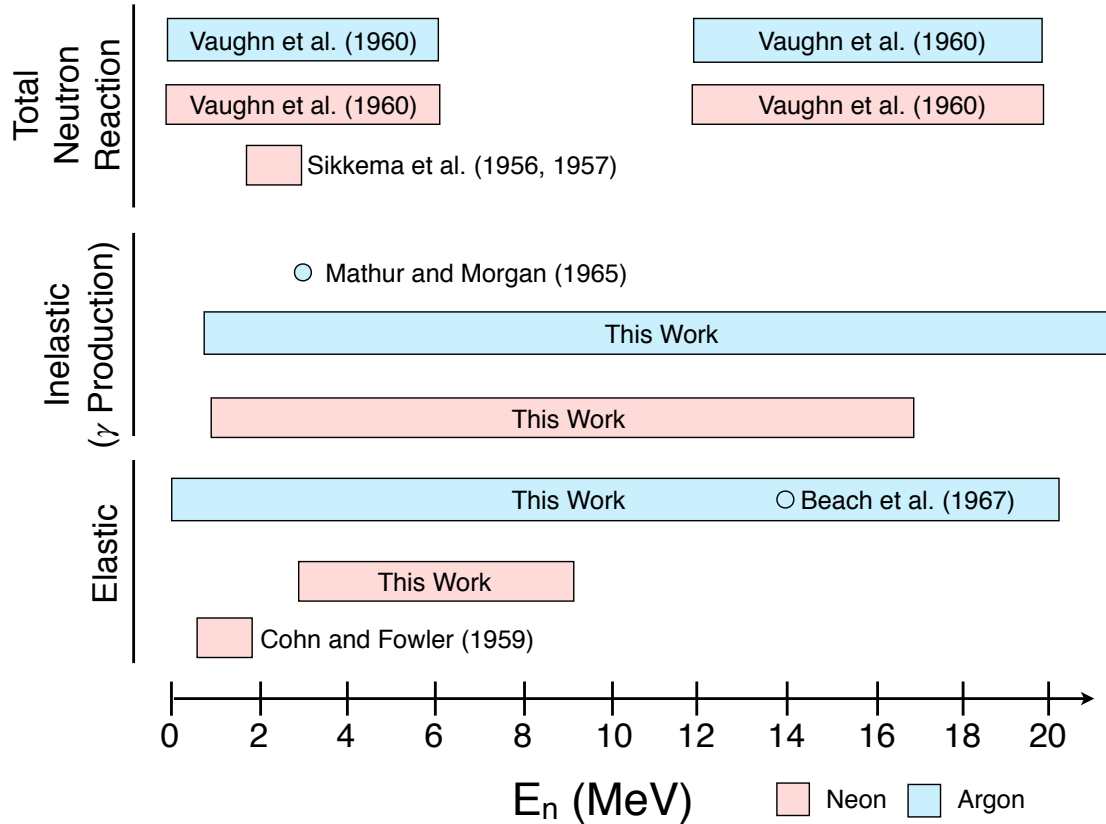 Total
Neutron
Reaction
Vaughn et al. (1960)
Vaughn et al. (1960)
Vaughn et al. (1960)
Vaughn et al. (1960)
Sikkema et al. (1956, 1957)
Inelastic
(γ Production)
Mathur and Morgan (1965)
This Work
This Work
Elastic
This Work
Beach et al. (1967)
This Work
Cohn and Fowler (1959)
0 2 4 6 8 10 12 14 16 18 20
E_n (MeV)
Neon
Argon